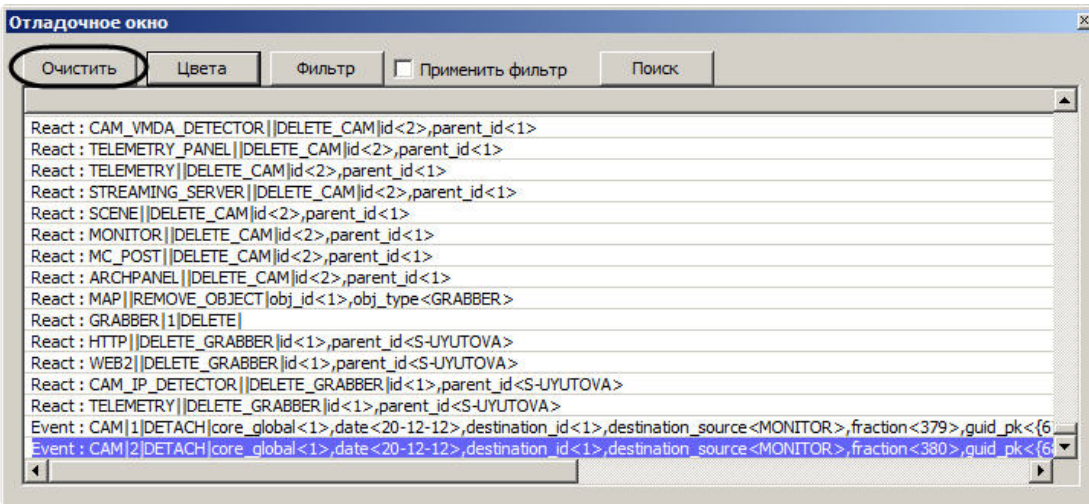 Отладочное окно
Очистить Цвета Фильтр Применить фильтр Поиск
React : CAM_VMDA_DETECTOR||DELETE_CAM|id<2>,parent_id<1>
React : TELEMETRY_PANEL||DELETE_CAM|id<2>,parent_id<1>
React : TELEMETRY||DELETE_CAM|id<2>,parent_id<1>
React : STREAMING_SERVER||DELETE_CAM|id<2>,parent_id<1>
React : SCENE||DELETE_CAM|id<2>,parent_id<1>
React : MONITOR||DELETE_CAM|id<2>,parent_id<1>
React : MC_POST||DELETE_CAM|id<2>,parent_id<1>
React : ARCHPANEL||DELETE_CAM|id<2>,parent_id<1>
React : MAP||REMOVE_OBJECT|obj_id<1>,obj_type<GRABBER>
React : GRABBER|1|DELETE|
React : HTTP||DELETE_GRABBER|id<1>,parent_id<S-UYUTOVA>
React : WEB2||DELETE_GRABBER|id<1>,parent_id<S-UYUTOVA>
React : CAM_IP_DETECTOR||DELETE_GRABBER|id<1>,parent_id<S-UYUTOVA>
React : TELEMETRY||DELETE_GRABBER|id<1>,parent_id<S-UYUTOVA>
Event : CAM|1|DETACH|core_global<1>,date<20-12-12>,destination_id<1>,destination_source<MONITOR>,fraction<379>,guid_pk<{6
Event : CAM|2|DETACH|core_global<1>,date<20-12-12>,destination_id<1>,destination_source<MONITOR>,fraction<380>,guid_pk<{68